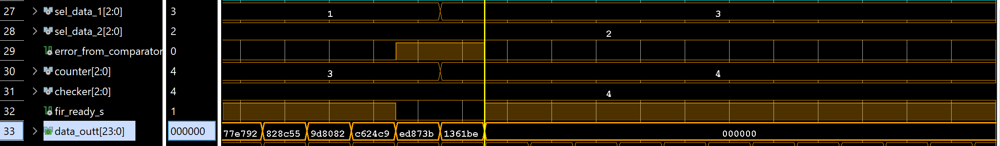 27 sel_data_1[2:0] 3 1 3
28 sel_data_2[2:0] 2 2
29 error_from_comparator 0
30 counter[2:0] 4 3 4
31 checker[2:0] 4 4
32 fir_ready_s 1
33 data_outt[23:0] 000000 77e792 828c55 9d8082 c624c9 ed873b 1361be 000000